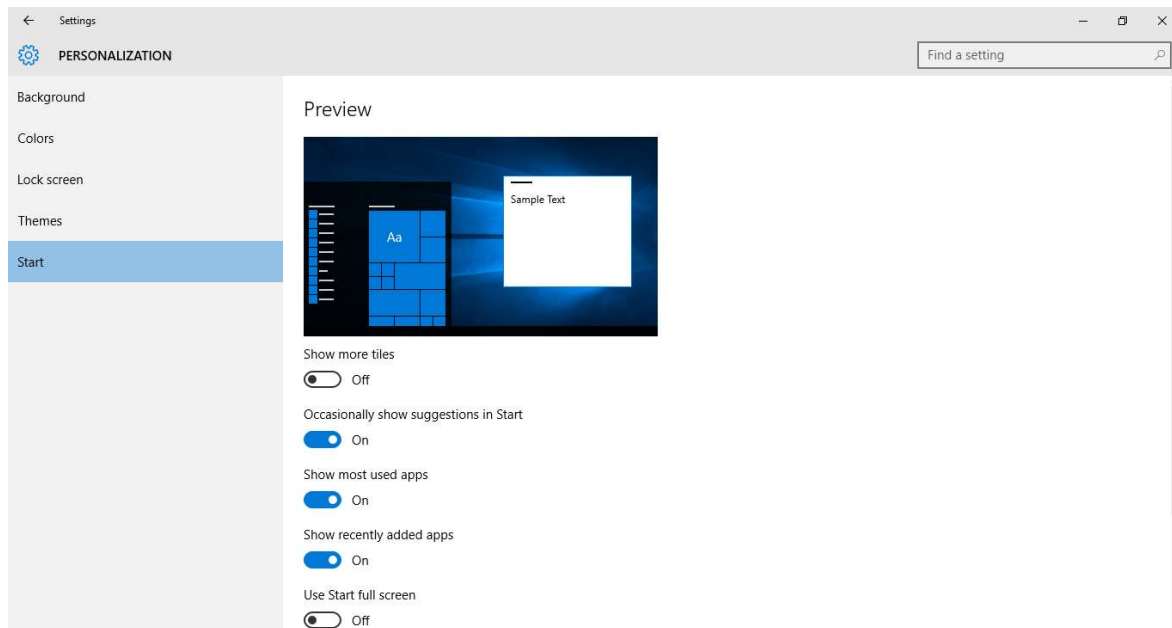 Settings
PERSONALIZATION
Find a setting
Background
Colors
Lock screen
Themes
Start
Preview
Aa
Sample Text
Show more tiles
Off
Occasionally show suggestions in Start
On
Show most used apps
On
Show recently added apps
On
Use Start full screen
Off